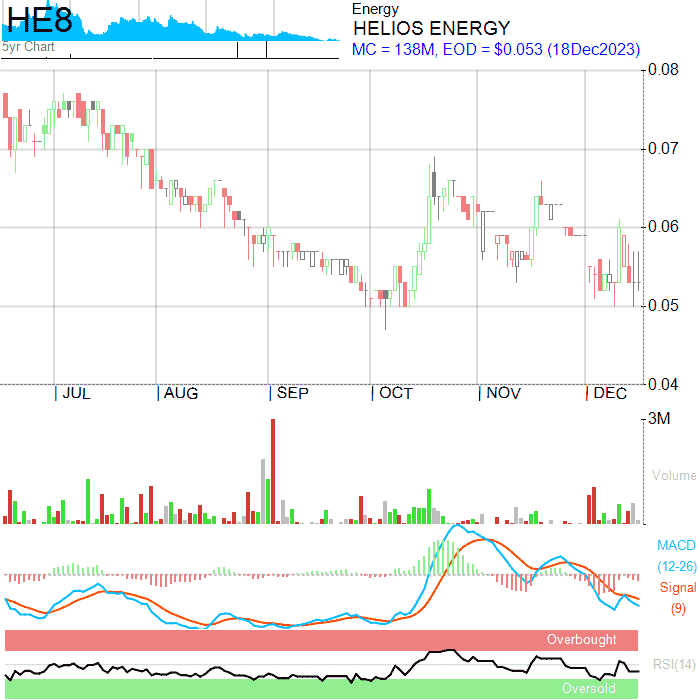 HE8
5yr Chart
Energy
HELIOS ENERGY
MC = 138M, EOD = $0.053 (18Dec2023)
0.08
0.07
0.06
0.05
0.04
JUL AUG SEP OCT NOV DEC
3M
Volume
MACD
(12-26)
Signal
(9)
Overbought
RSI(14)
Oversold